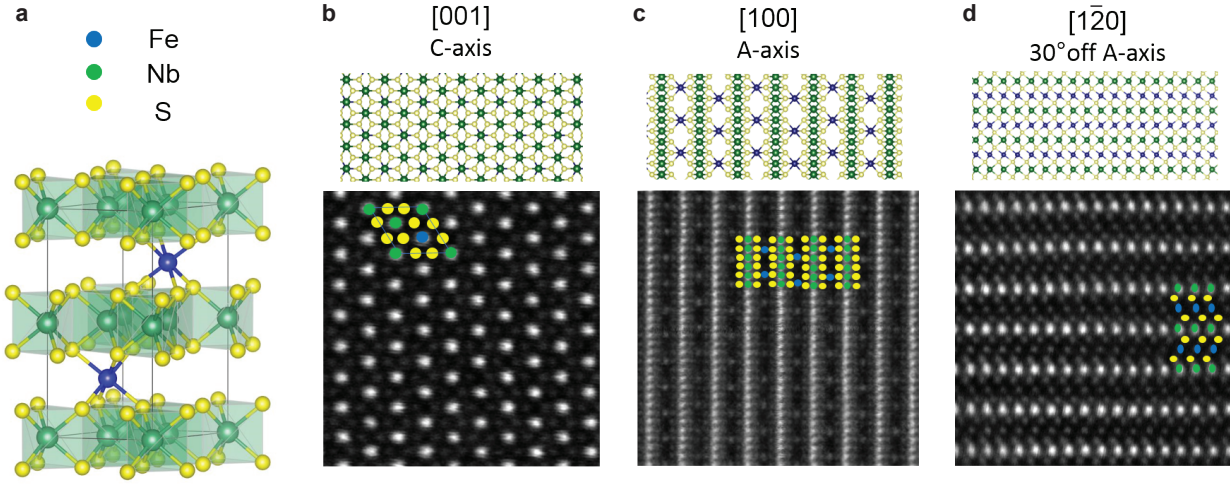 a
Fe
Nb
S
b
[001]
C-axis
c
[100]
A-axis
d
[12̄0]
30°off A-axis